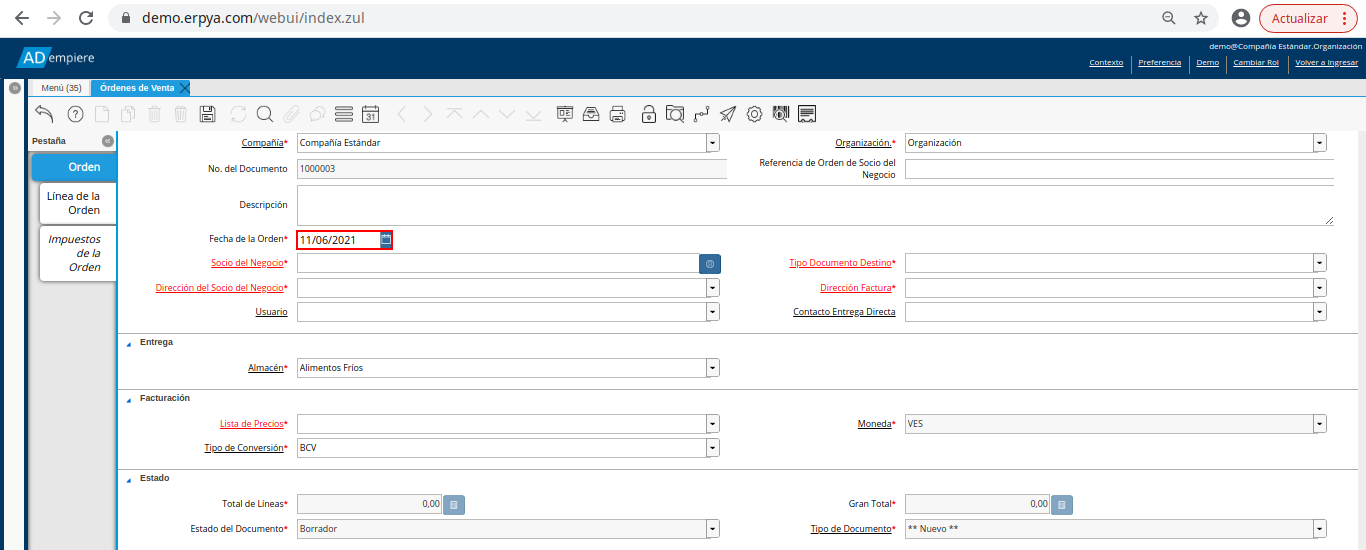 demo.erpya.com/webui/index.zul
Actualizar
ADempiere
demo@Compañía Estándar.Organización
Contexto Preferencia Demo Cambiar Rol Volver a Ingresar
Menú (35) Órdenes de Venta
31
Pestaña
Orden
Línea de la Orden
Impuestos de la Orden
Compañía* Compañía Estándar Organización.* Organización
No. del Documento 1000003 Referencia de Orden de Socio del Negocio
Descripción
Fecha de la Orden* 11/06/2021
Socio del Negocio* Tipo Documento Destino*
Dirección del Socio del Negocio* Dirección Factura*
Usuario Contacto Entrega Directa
Entrega
Almacén* Alimentos Fríos
Facturación
Lista de Precios* Moneda* VES
Tipo de Conversión* BCV
Estado
Total de Líneas* 0,00 Gran Total* 0,00
Estado del Documento* Borrador Tipo de Documento* ** Nuevo **